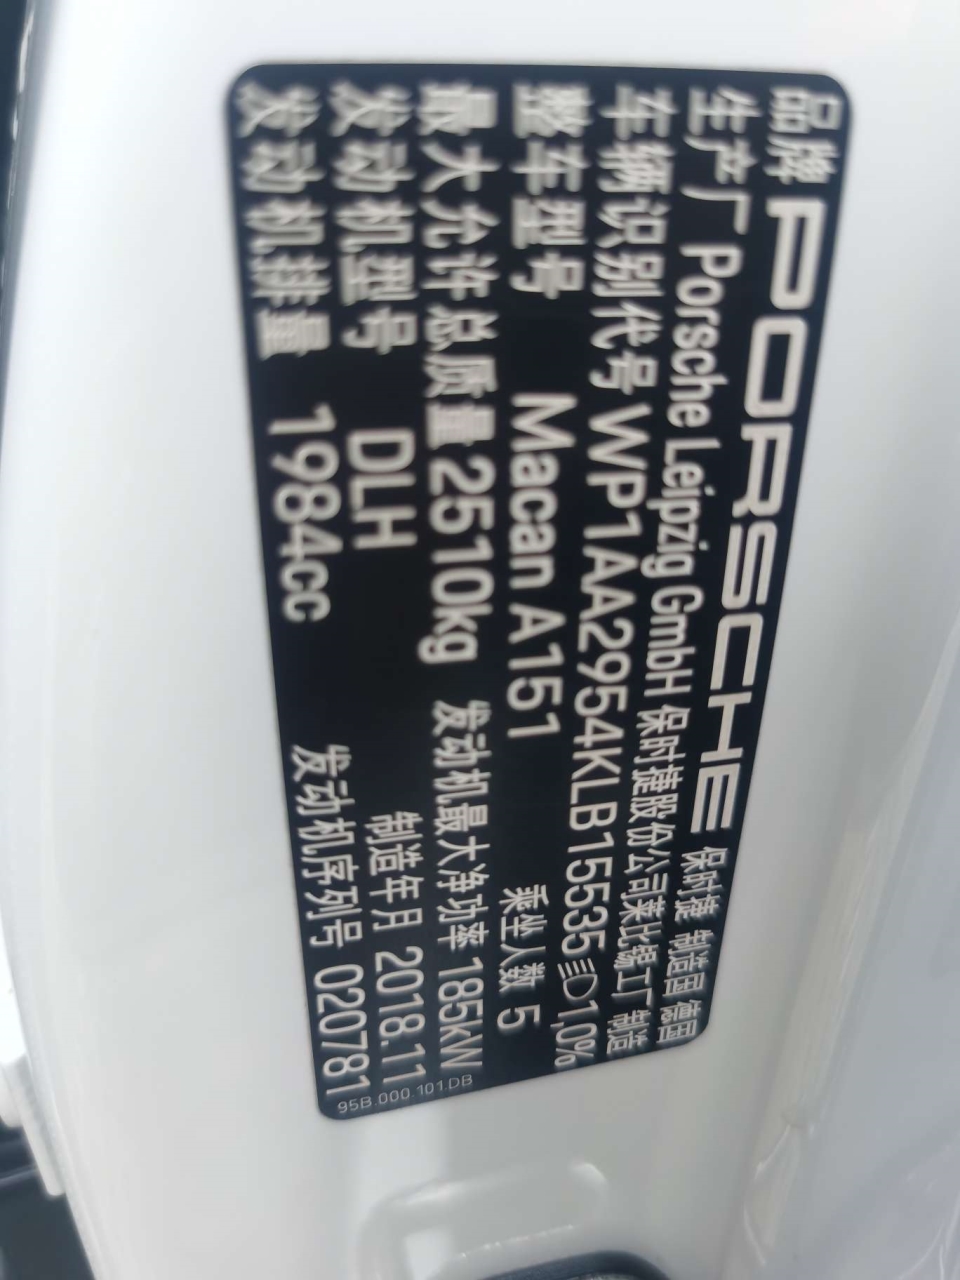 品牌 PORSCHE 保时捷 制造国 德国
生产厂 Porsche Leipzig GmbH 保时捷股份公司莱比锡工厂 制造
车辆识别代号 WP1AA2954KLB15535 1,0%
整车型号 Macan A151 乘坐人数 5
最大允许总质量 2510kg 发动机最大净功率 185kW
发动机型号 DLH 制造年月 2018.11
发动机排量 1984cc 发动机序列号 020781
95B.000.101.DB